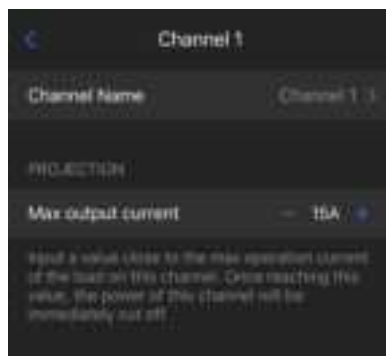 Channel 1
Channel Name Channel 1
PROJECTION
Max output current — 15A +
Input a value close to the max operation current
of the load on this channel. Once reaching this
value, the power of this channel will be
immediately cut off.